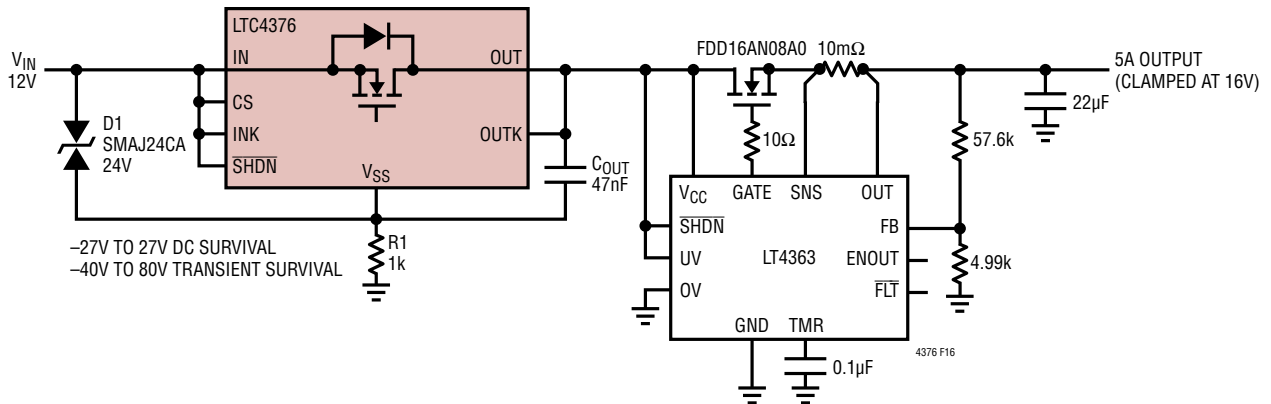 LTC4376
V_IN
12V
IN
OUT
CS
INK
SHDN
OUTK
V_SS
D1
SMAJ24CA
24V
C_OUT
47nF
R1
1k
–27V TO 27V DC SURVIVAL
–40V TO 80V TRANSIENT SURVIVAL
FDD16AN08A0
10mΩ
10Ω
5A OUTPUT
(CLAMPED AT 16V)
22µF
57.6k
4.99k
V_CC
GATE
SNS
OUT
SHDN
UV
OV
LT4363
FB
ENOUT
FLT
GND
TMR
0.1µF
4376 F16